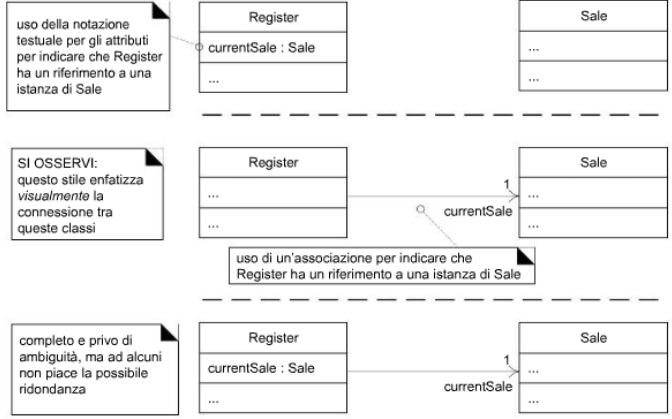 uso della notazione
testuale per gli attributi
per indicare che Register
ha un riferimento a una
istanza di Sale
Register
currentSale : Sale
...
Sale
...
...
SI OSSERVI:
questo stile enfatizza
visualmente la
connessione tra
queste classi
Register
...
...
1
currentSale
Sale
...
...
uso di un'associazione per indicare che
Register ha un riferimento a una istanza di Sale
completo e privo di
ambiguità, ma ad alcuni
non piace la possibile
ridondanza
Register
currentSale : Sale
...
1
currentSale
Sale
...
...